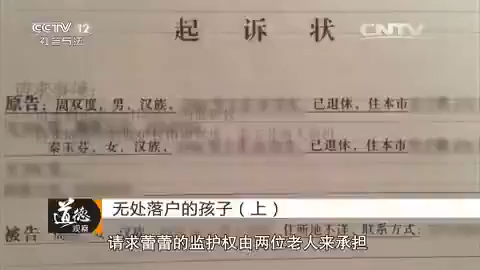 CCTV 12
社会与法
CNTV
起诉状
原告：周双度，男，汉族，
已退休，住本市
秦玉芬，女，汉族，
已退休，住本市
道德
观察
无处落户的孩子（上）
被告：
住所地不详，联系方式：
请求蕾蕾的监护权由两位老人来承担